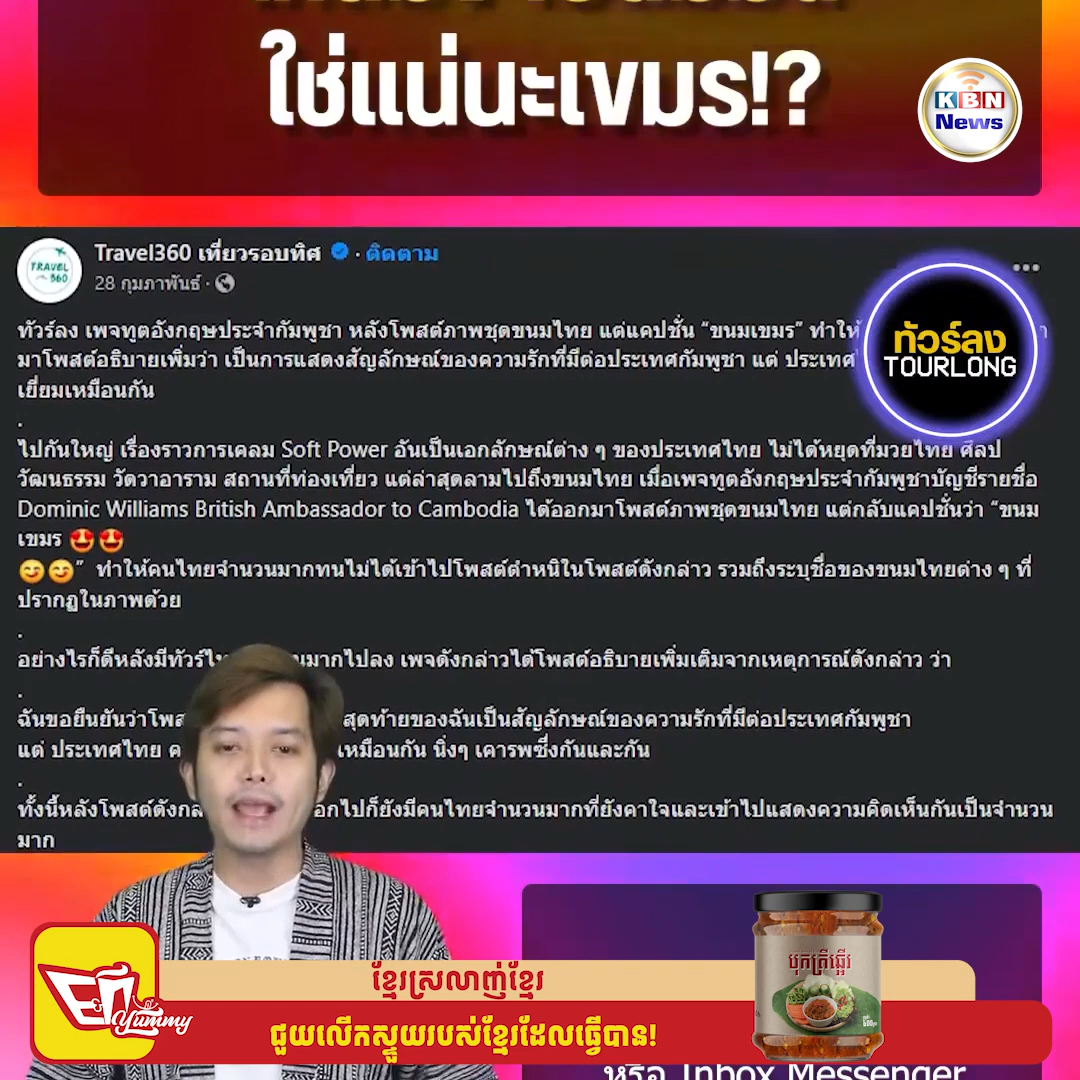 ใช่แน่นะเขมร!?
KBN
News
Travel360 เที่ยวรอบทิศ · ติดตาม
28 กุมภาพันธ์ ·
TRAVEL
360
ทัวร์ลง
TOURLONG
ทัวร์ลง เพจทูตอังกฤษประจำกัมพูชา หลังโพสต์ภาพชุดขนมไทย แต่แคปชั่น “ขนมเขมร” ทำให้
มาโพสต์อธิบายเพิ่มว่า เป็นการแสดงสัญลักษณ์ของความรักที่มีต่อประเทศกัมพูชา แต่ ประเทศ
เยี่ยมเหมือนกัน
.
ไปกันใหญ่ เรื่องราวการเคลม Soft Power อันเป็นเอกลักษณ์ต่าง ๆ ของประเทศไทย ไม่ได้หยุดที่มวยไทย ศิลป
วัฒนธรรม วัดวาอาราม สถานที่ท่องเที่ยว แต่ล่าสุดลามไปถึงขนมไทย เมื่อเพจทูตอังกฤษประจำกัมพูชาบัญชีรายชื่อ
Dominic Williams British Ambassador to Cambodia ได้ออกมาโพสต์ภาพชุดขนมไทย แต่กลับแคปชั่นว่า “ขนม
เขมร 🤩🤩
😊😊” ทำให้คนไทยจำนวนมากทนไม่ได้เข้าไปโพสต์ตำหนิในโพสต์ดังกล่าว รวมถึงระบุชื่อของขนมไทยต่าง ๆ ที่
ปรากฏในภาพด้วย
.
อย่างไรก็ดีหลังมีทัวร์ไท นมากไปลง เพจดังกล่าวได้โพสต์อธิบายเพิ่มเติมจากเหตุการณ์ดังกล่าว ว่า
.
ฉันขอยืนยันว่าโพส สุดท้ายของฉันเป็นสัญลักษณ์ของความรักที่มีต่อประเทศกัมพูชา
แต่ ประเทศไทย ค เหมือนกัน นิ่งๆ เคารพซึ่งกันและกัน
.
ทั้งนี้หลังโพสต์ดังกล อกไปก็ยังมีคนไทยจำนวนมากที่ยังคาใจและเข้าไปแสดงความคิดเห็นกันเป็นจำนวน
มาก
Yummy
ខ្មែរស្រលាញ់ខ្មែរ
ជួយលើកស្ទួយរបស់ខ្មែរដែលធ្វើបាន!
បុកត្រីឆ្អើរ
หรือ Inbox Messenger